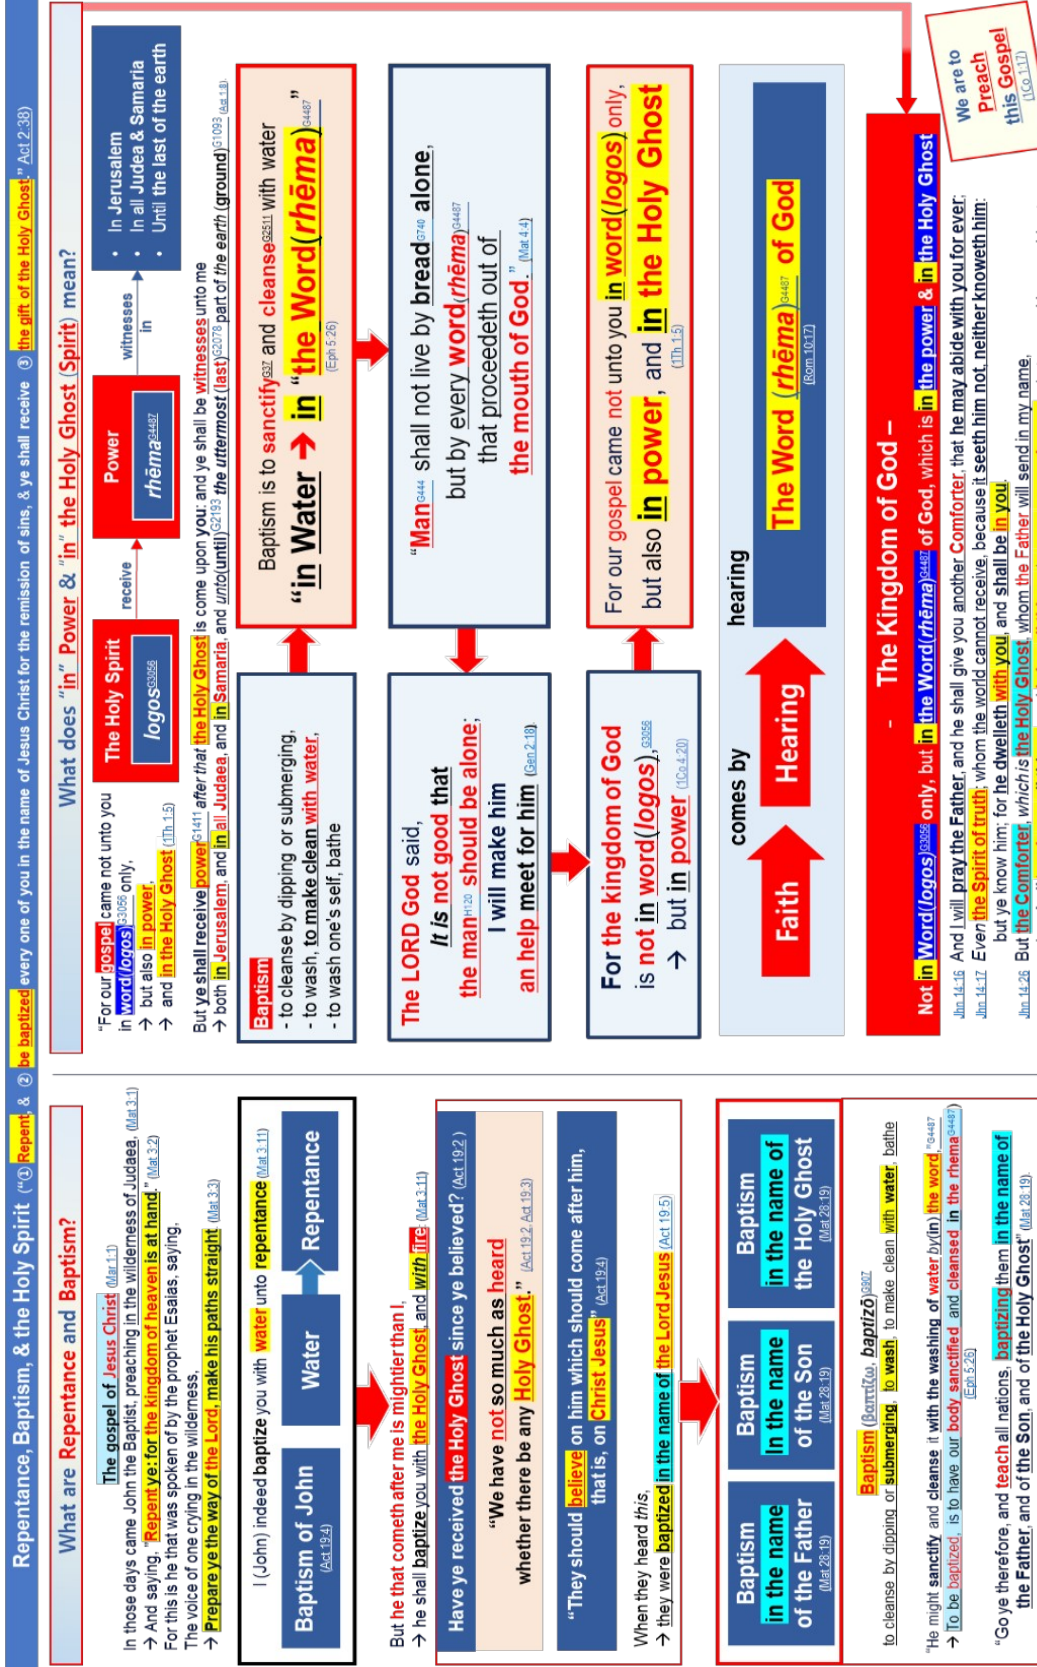 Repentance, Baptism, & the Holy Spirit ("① Repent, & ② be baptized every one of you in the name of Jesus Christ for the remission of sins, & ye shall receive ③ the gift of the Holy Ghost." Act 2:38)
What are Repentance and Baptism?
The gospel of Jesus Christ (Mar 1:1)
In those days came John the Baptist, preaching in the wilderness of Judaea, (Mat 3:1)
→ And saying, "Repent ye: for the kingdom of heaven is at hand." (Mat 3:2)
For this is he that was spoken of by the prophet Esaias, saying,
The voice of one crying in the wilderness,
→ Prepare ye the way of the Lord, make his paths straight. (Mat 3:3)
I (John) indeed baptize you with water unto repentance (Mat 3:11)
Baptism of John
(Act 19:4)
Water
Repentance
But he that cometh after me is mightier than I,
→ he shall baptize you with the Holy Ghost, and with fire: (Mat 3:11)
Have ye received the Holy Ghost since ye believed? (Act 19:2)
"We have not so much as heard
whether there be any Holy Ghost." (Act 19:2, Act 19:3)
"They should believe on him which should come after him,
that is, on Christ Jesus" (Act 19:4)
When they heard this,
→ they were baptized in the name of the Lord Jesus (Act 19:5)
Baptism
in the name
of the Father
(Mat 28:19)
Baptism
In the name
of the Son
(Mat 28:19)
Baptism
in the name of
the Holy Ghost
(Mat 28:19)
Baptism (βαπτίζω, baptizō)G907
to cleanse by dipping or submerging, to wash, to make clean with water, bathe
"He might sanctify and cleanse it with the washing of water by(in) the word,"G4487
→ To be baptized, is to have our body sanctified and cleansed in the rhemaG4487)
(Eph 5:26)
"Go ye therefore, and teach all nations, baptizing them in the name of
the Father, and of the Son, and of the Holy Ghost" (Mat 28:19)
What does "in" Power & "in" the Holy Ghost (Spirit) mean?
"For our gospel came not unto you
in word(logos)G3056 only,
→ but also in power,
→ and in the Holy Ghost (1Th 1:5)
The Holy Spirit
logosG3056
receive
Power
rhēmaG4487
witnesses
in
• In Jerusalem
• In all Judea & Samaria
• Until the last of the earth
But ye shall receive powerG1411 after that the Holy Ghost is come upon you: and ye shall be witnesses unto me
→ both in Jerusalem, and in all Judaea, and in Samaria, and unto(until)G2193 the uttermost (last)G2078 part of the earth (ground)G1093 (Act 1:8).
Baptism
- to cleanse by dipping or submerging,
- to wash, to make clean with water,
- to wash one's self, bathe
Baptism is to sanctifyG37 and cleanseG2511 with water
"in Water → in "the Word(rhēma)G4487"
(Eph 5:26)
"ManG444 shall not live by breadG740 alone,
but by every word(rhēma)G4487
that proceedeth out of
the mouth of God." (Mat 4:4)
The LORD God said,
It is not good that
the manH120 should be alone;
I will make him
an help meet for him (Gen 2:18).
For the kingdom of God
is not in word(logos),G3056
→ but in power (1Co 4:20)
For our gospel came not unto you in word(logos) only,
but also in power, and in the Holy Ghost
(1Th 1:5)
Faith
comes by
Hearing
hearing
The Word (rhēma)G4487 of God
(Rom 10:17)
- The Kingdom of God –
Not in Word(logos)G3056 only, but in the Word(rhēma)G4487 of God, which is in the power & in the Holy Ghost
We are to
Preach
this Gospel
(1Co 1:17)
Jhn 14:16 And I will pray the Father, and he shall give you another Comforter, that he may abide with you for ever;
Jhn 14:17 Even the Spirit of truth; whom the world cannot receive, because it seeth him not, neither knoweth him:
but ye know him; for he dwelleth with you, and shall be in you.
Jhn 14:26 But the Comforter, which is the Holy Ghost, whom the Father will send in my name,